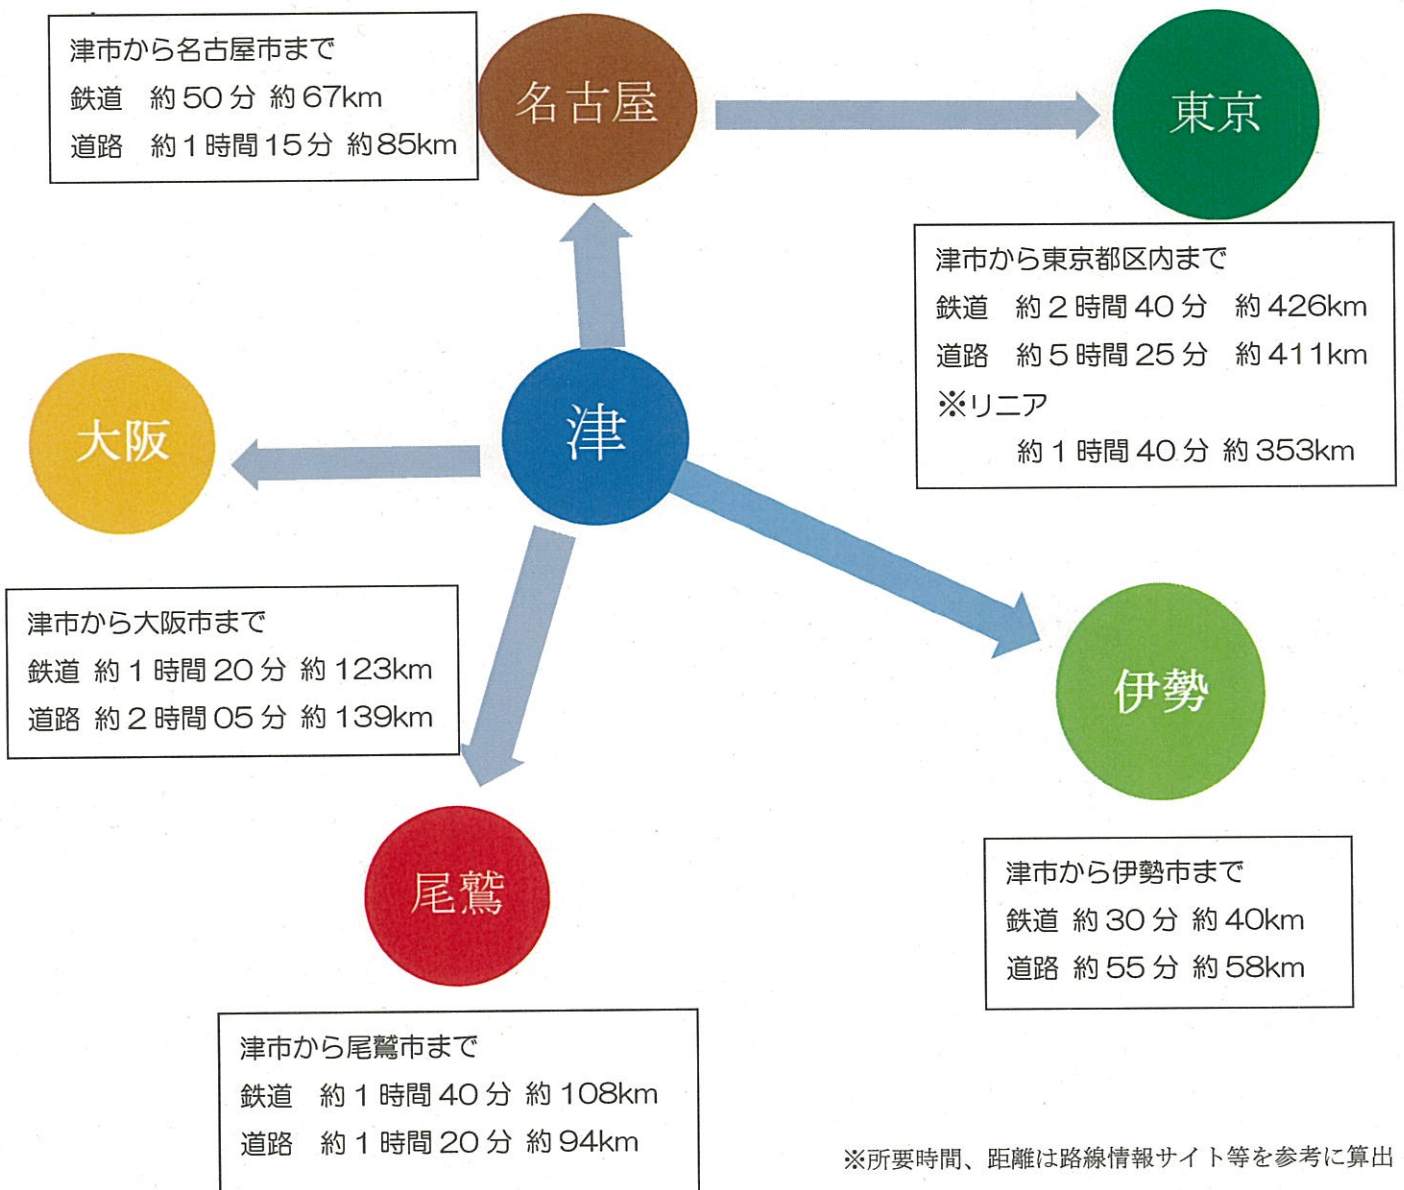 津市から名古屋市まで
鉄道 約50分 約67km
道路 約1時間15分 約85km
名古屋
東京
津市から東京都区内まで
鉄道 約2時間40分 約426km
道路 約5時間25分 約411km
※リニア
約1時間40分 約353km
大阪
津
津市から大阪市まで
鉄道 約1時間20分 約123km
道路 約2時間05分 約139km
伊勢
津市から伊勢市まで
鉄道 約30分 約40km
道路 約55分 約58km
尾鷲
津市から尾鷲市まで
鉄道 約1時間40分 約108km
道路 約1時間20分 約94km
※所要時間、距離は路線情報サイト等を参考に算出